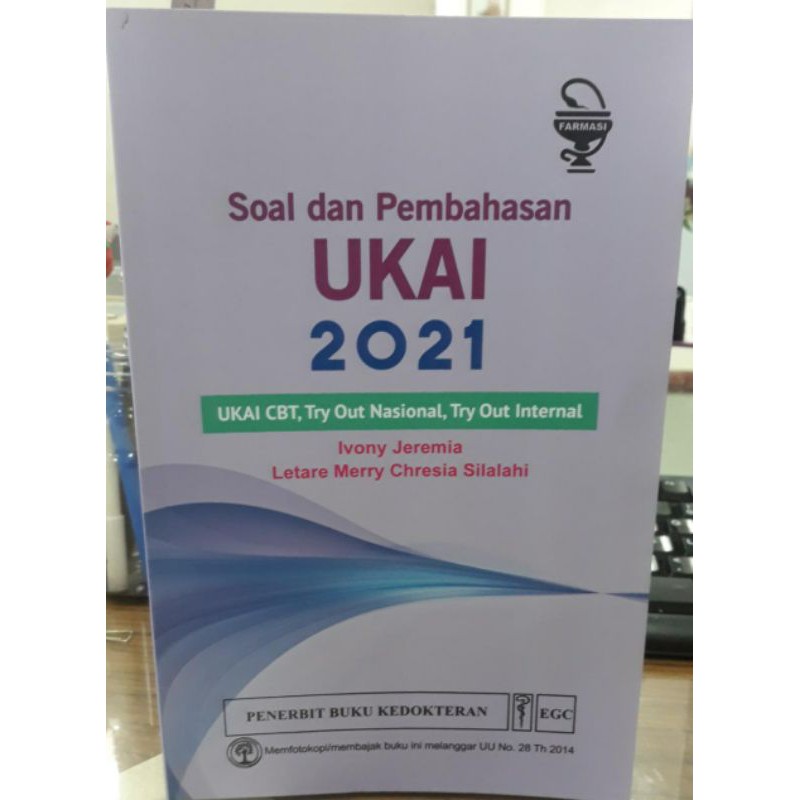 FARMASI
Soal dan Pembahasan
UKAI
2021
UKAI CBT, Try Out Nasional, Try Out Internal
Ivony Jeremia
Letare Merry Chresia Silalahi
PENERBIT BUKU KEDOKTERAN EGC
Memfotokopi/membajak buku ini melanggar UU No. 28 Th 2014